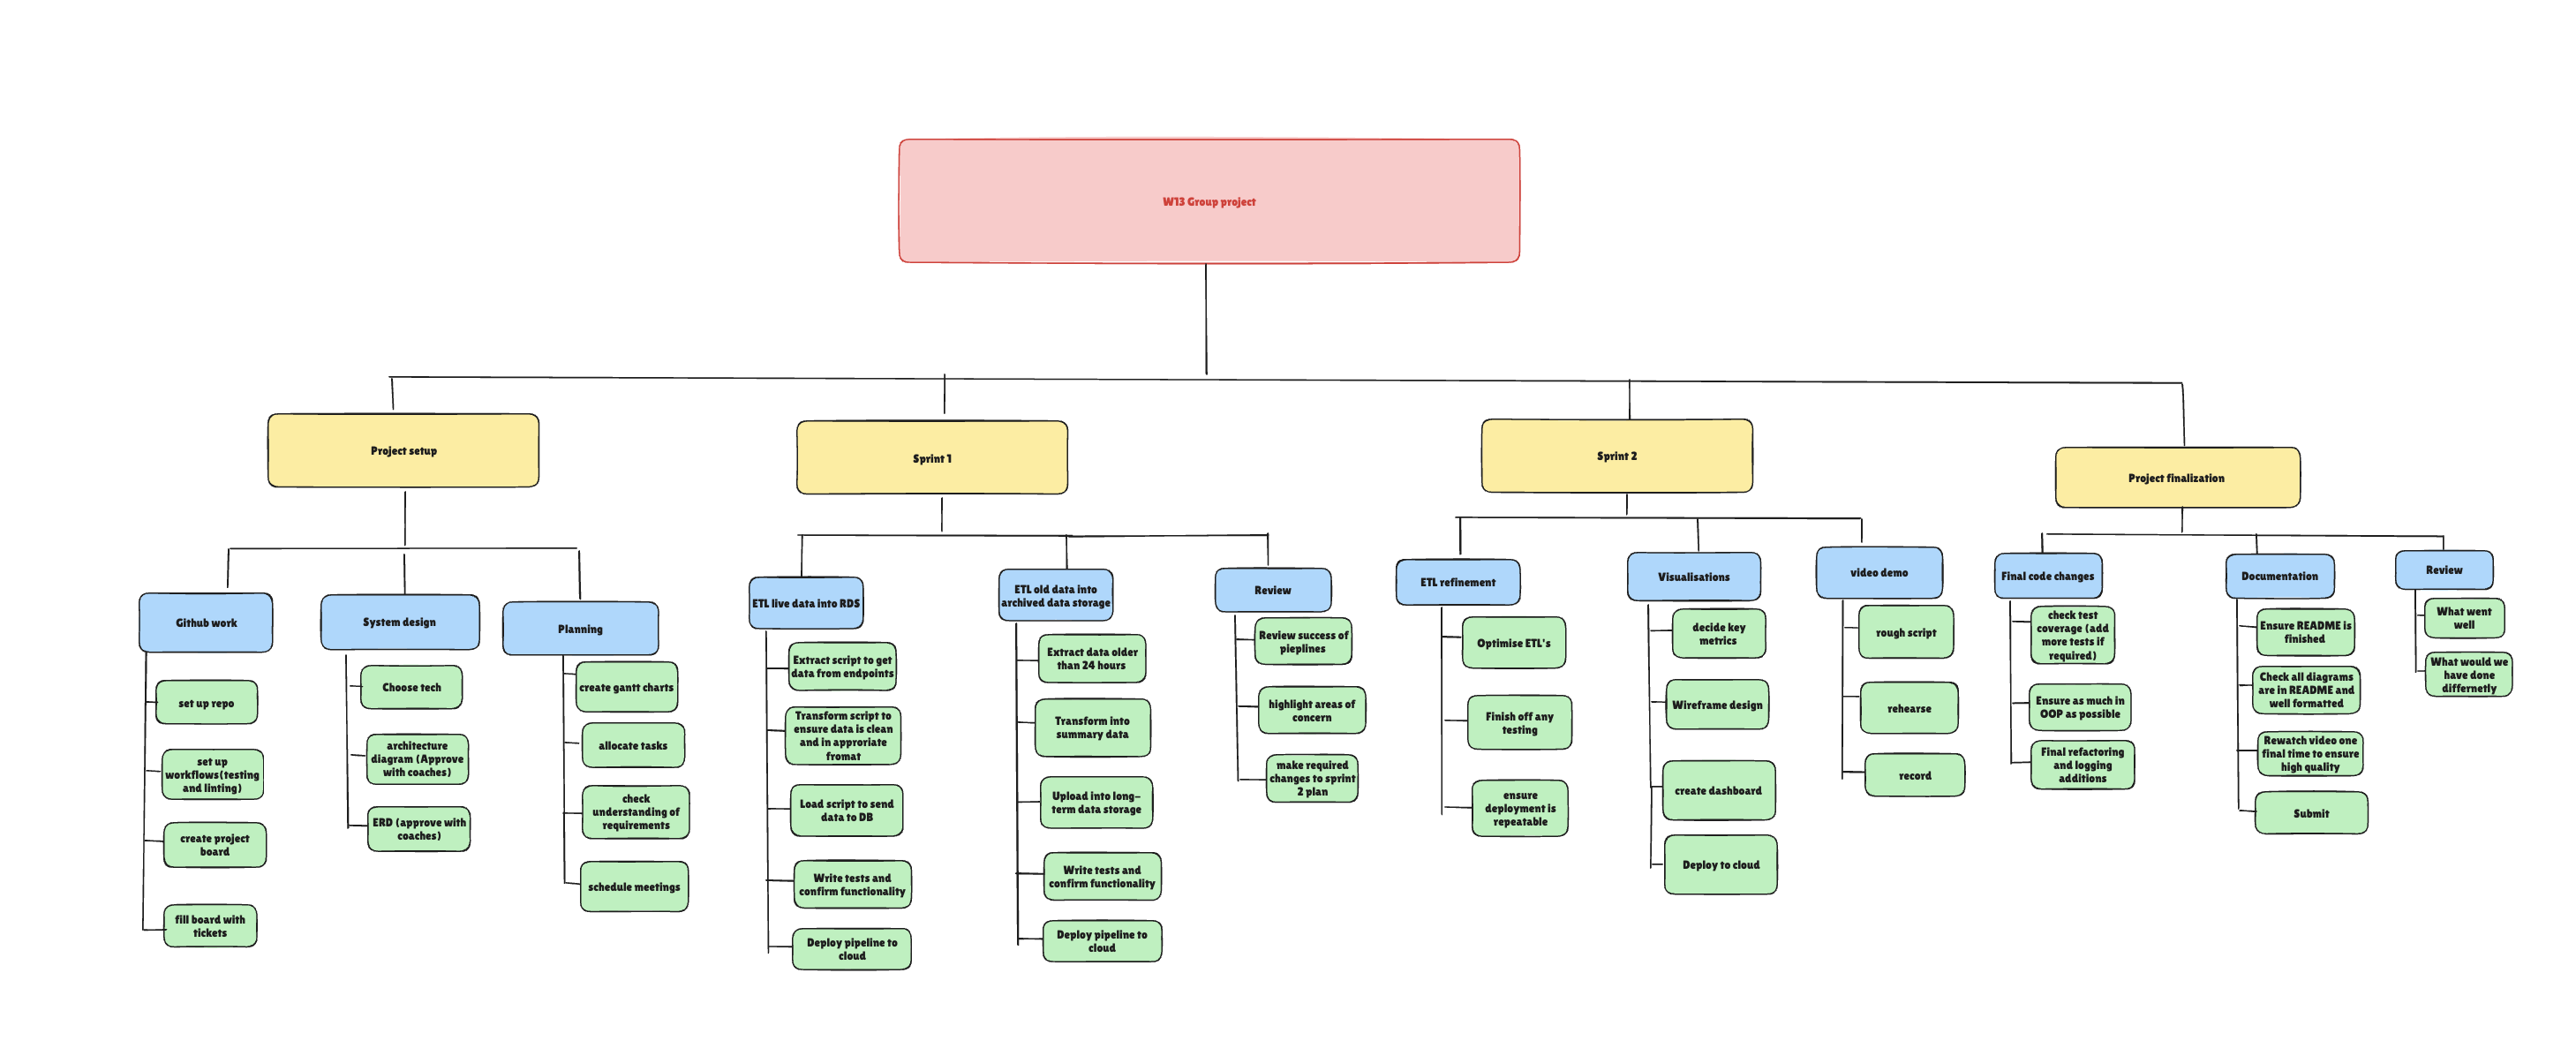 W13 Group project
Project setup
Sprint 1
Sprint 2
Project finalization
Github work
set up repo
set up
workflows(testing
and linting)
create project
board
fill board with
tickets
System design
Choose tech
architecture
diagram (Approve
with coaches)
ERD (approve with
coaches)
Planning
create gantt charts
allocate tasks
check
understanding of
requirements
schedule meetings
ETL live data into RDS
Extract script to get
data from endpoints
Transform script to
ensure data is clean
and in approriate
fromat
Load script to send
data to DB
Write tests and
confirm functionality
Deploy pipeline to
cloud
ETL old data into
archived data storage
Extract data older
than 24 hours
Transform into
summary data
Upload into long-
term data storage
Write tests and
confirm functionality
Deploy pipeline to
cloud
Review
Review success of
pieplines
highlight areas of
concern
make required
changes to sprint
2 plan
ETL refinement
Optimise ETL's
Finish off any
testing
ensure
deployment is
repeatable
Visualisations
decide key
metrics
Wireframe design
create dashboard
Deploy to cloud
video demo
rough script
rehearse
record
Final code changes
check test
coverage (add
more tests if
required)
Ensure as much in
OOP as possible
Final refactoring
and logging
additions
Documentation
Ensure README is
finished
Check all diagrams
are in README and
well formatted
Rewatch video one
final time to ensure
high quality
Submit
Review
What went
well
What would we
have done
differnetly